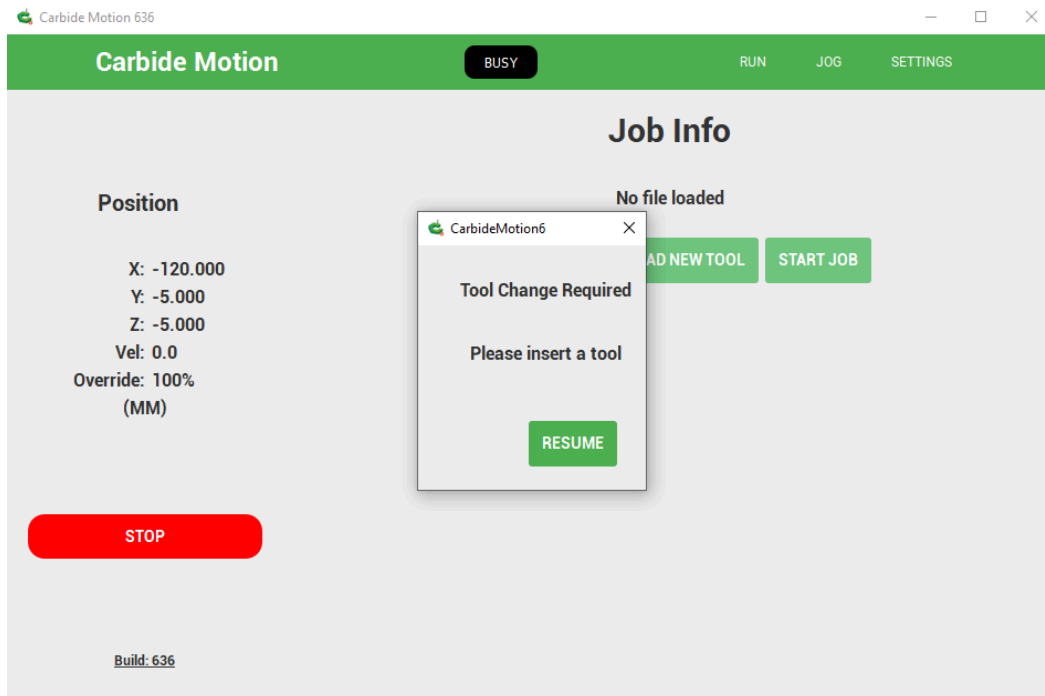 Carbide Motion 636
Carbide Motion
BUSY
RUN
JOG
SETTINGS
Job Info
Position
No file loaded
X: -120.000
Y: -5.000
Z: -5.000
Vel: 0.0
Override: 100%
(MM)
AD NEW TOOL
START JOB
CarbideMotion6
Tool Change Required
Please insert a tool
RESUME
STOP
Build: 636